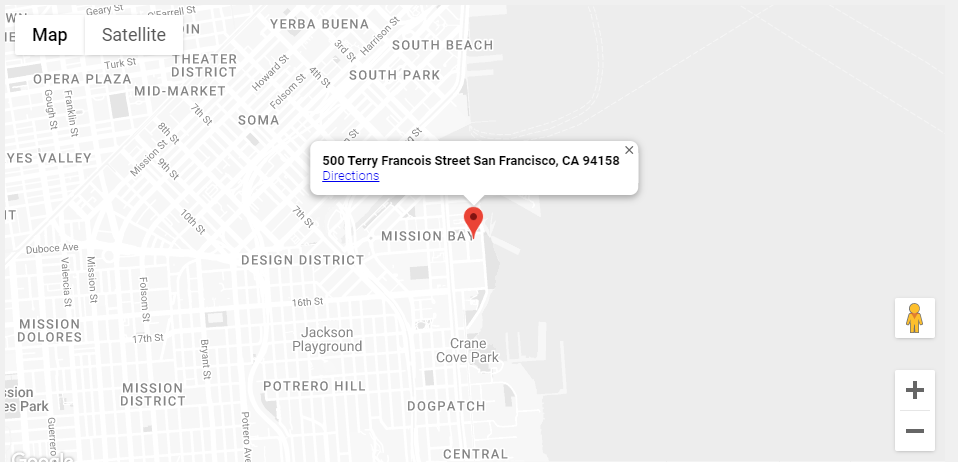 Geary St
O'Farrell St
YERBA BUENA
Map
Satellite
3rd St
Harrison St
SOUTH BEACH
THEATER
DISTRICT
Turk St
OPERA PLAZA
Howard St
4th St
SOUTH PARK
MID-MARKET
Folsom St
Gough St
Franklin St
7th St
SOMA
8th St
Mission St
9th St
YES VALLEY
500 Terry Francois Street San Francisco, CA 94158
Directions
10th St
7th St
MISSION BAY
Duboce Ave
DESIGN DISTRICT
Valencia St
Mission St
Folsom St
16th St
MISSION
DOLORES
17th St
Bryant St
Jackson
Playground
Crane
Cove Park
MISSION
DISTRICT
POTRERO HILL
ssion
es Park
DOGPATCH
Guerrero
Potrero Ave
CENTRAL
Google